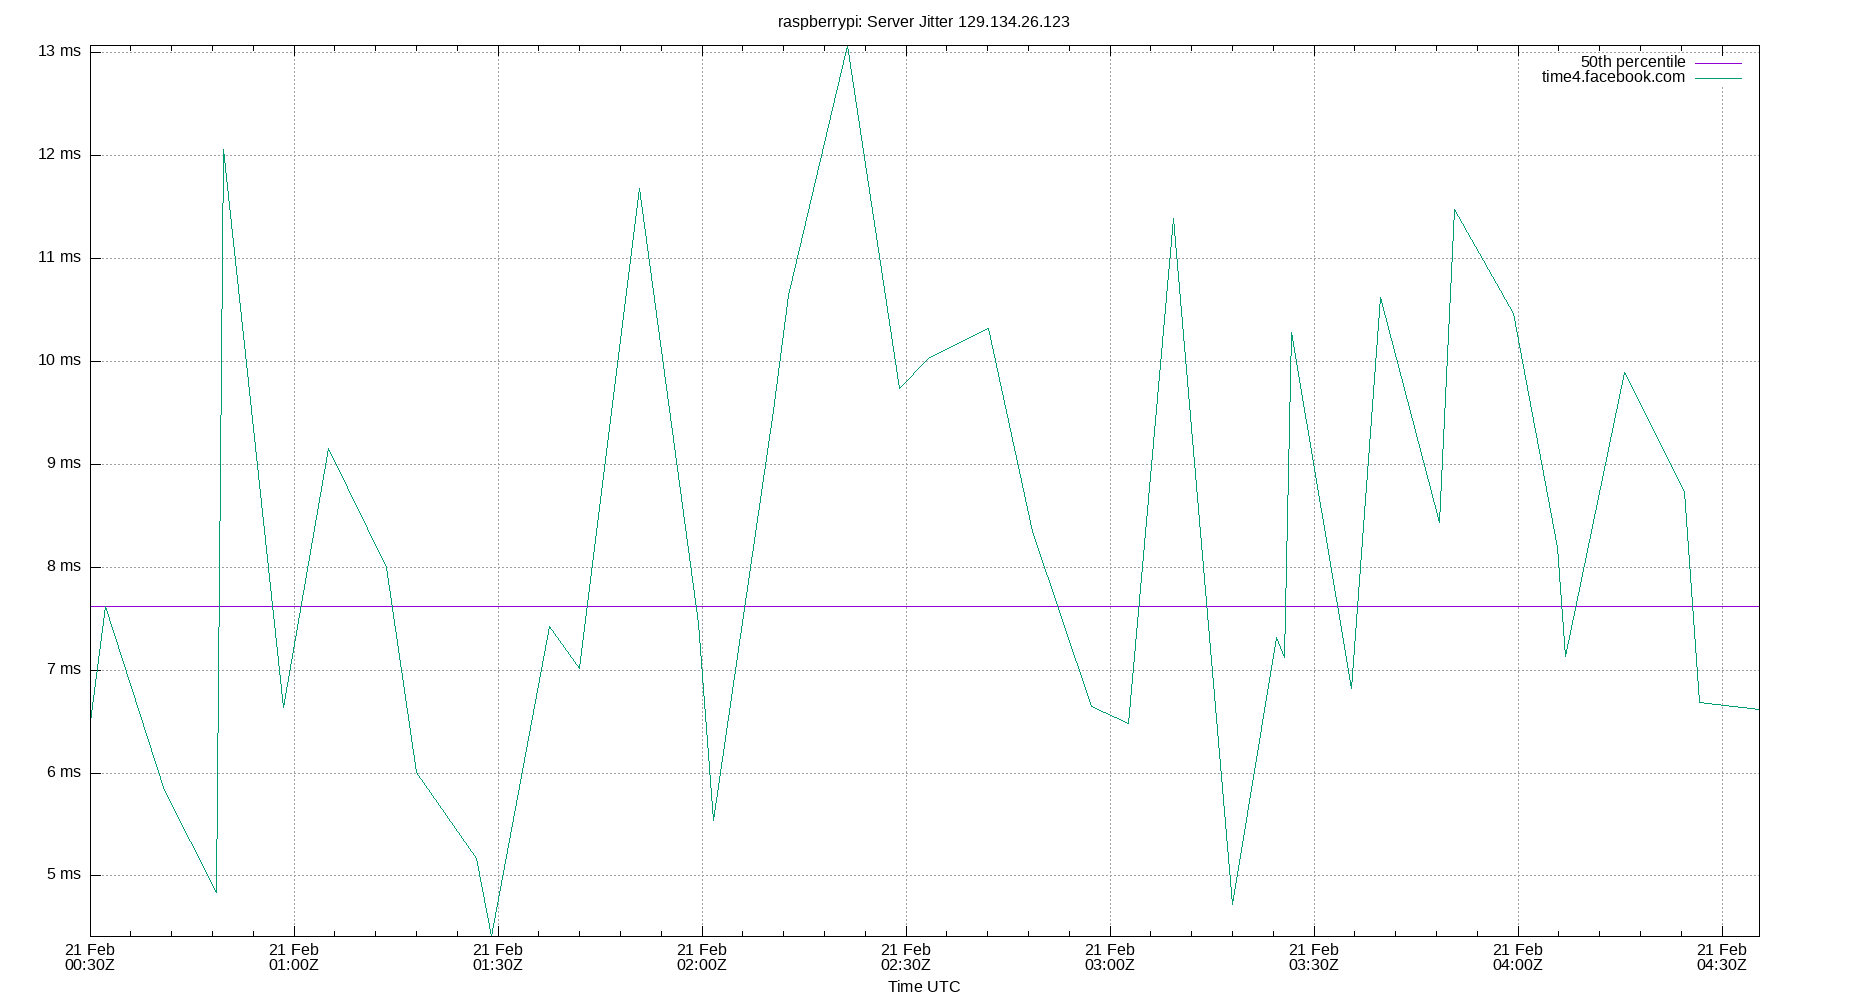 raspberrypi: Server Jitter 129.134.26.123
13 ms
12 ms
11 ms
10 ms
9 ms
8 ms
7 ms
6 ms
5 ms
50th percentile
time4.facebook.com
21 Feb 21 Feb 21 Feb 21 Feb 21 Feb 21 Feb 21 Feb 21 Feb 21 Feb
00:30Z 01:00Z 01:30Z 02:00Z 02:30Z 03:00Z 03:30Z 04:00Z 04:30Z
Time UTC